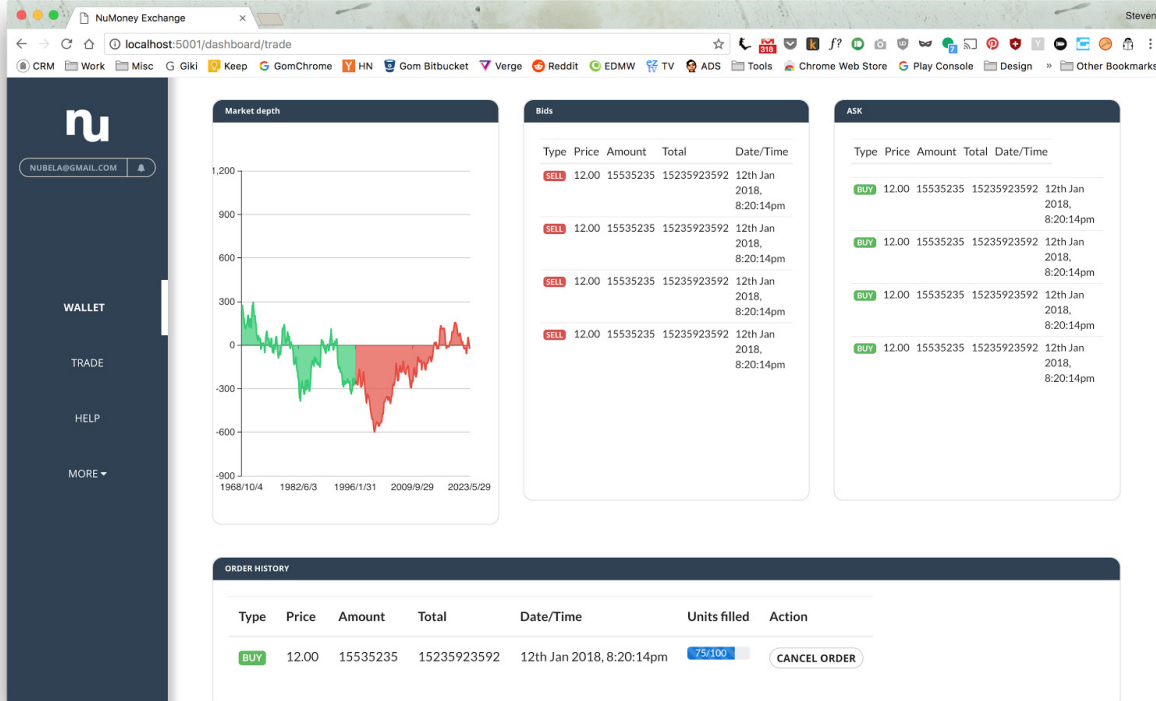 NuMoney Exchange
Steven
localhost:5001/dashboard/trade
318
k
f?
Y
7
CRM Work Misc Giki Keep GomChrome HN Gom Bitbucket Verge Reddit EDMW TV ADS Tools Chrome Web Store Play Console Design » Other Bookmarks
nu
NUBELA@GMAIL.COM
WALLET
TRADE
HELP
MORE
Market depth
1,200
900
600
300
0
-300
-600
-900
1968/10/4 1982/6/3 1996/1/31 2009/9/29 2023/5/29
Bids
Type Price Amount Total Date/Time
SELL 12.00 15535235 15235923592 12th Jan
2018,
8:20:14pm
SELL 12.00 15535235 15235923592 12th Jan
2018,
8:20:14pm
SELL 12.00 15535235 15235923592 12th Jan
2018,
8:20:14pm
SELL 12.00 15535235 15235923592 12th Jan
2018,
8:20:14pm
ASK
Type Price Amount Total Date/Time
BUY 12.00 15535235 15235923592 12th Jan
2018,
8:20:14pm
BUY 12.00 15535235 15235923592 12th Jan
2018,
8:20:14pm
BUY 12.00 15535235 15235923592 12th Jan
2018,
8:20:14pm
BUY 12.00 15535235 15235923592 12th Jan
2018,
8:20:14pm
ORDER HISTORY
Type Price Amount Total Date/Time Units filled Action
BUY 12.00 15535235 15235923592 12th Jan 2018, 8:20:14pm 75/100 CANCEL ORDER